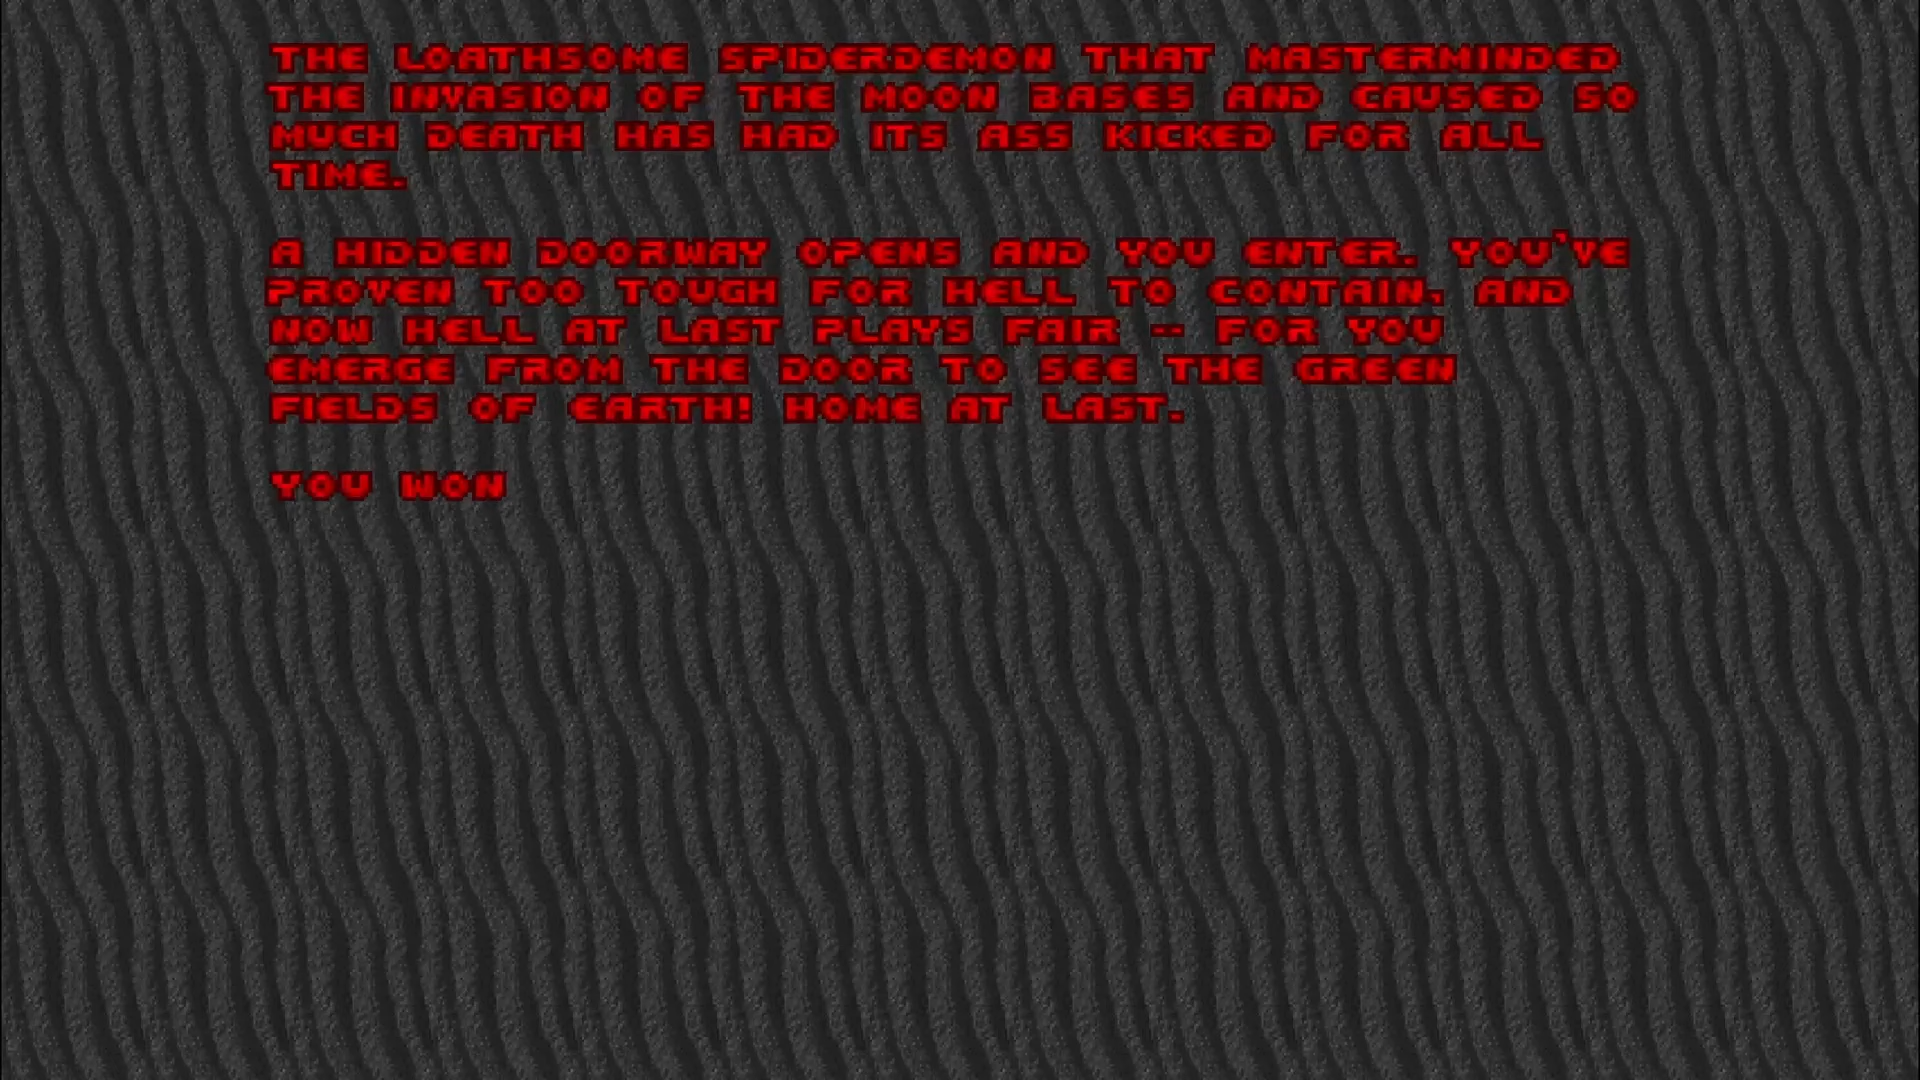 THE LOATHSOME SPIDERDEMON THAT MASTERMINDED
THE INVASION OF THE MOON BASES AND CAUSED SO
MUCH DEATH HAS HAD ITS ASS KICKED FOR ALL
TIME.
A HIDDEN DOORWAY OPENS AND YOU ENTER. YOU'VE
PROVEN TOO TOUGH FOR HELL TO CONTAIN, AND
NOW HELL AT LAST PLAYS FAIR -- FOR YOU
EMERGE FROM THE DOOR TO SEE THE GREEN
FIELDS OF EARTH! HOME AT LAST.
YOU WON